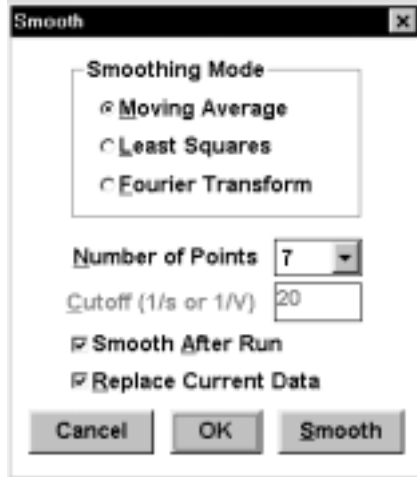 Smooth
Smoothing Mode
Moving Average
Least Squares
Fourier Transform
Number of Points 7
Cutoff (1/s or 1/V) 20
Smooth After Run
Replace Current Data
Cancel OK Smooth